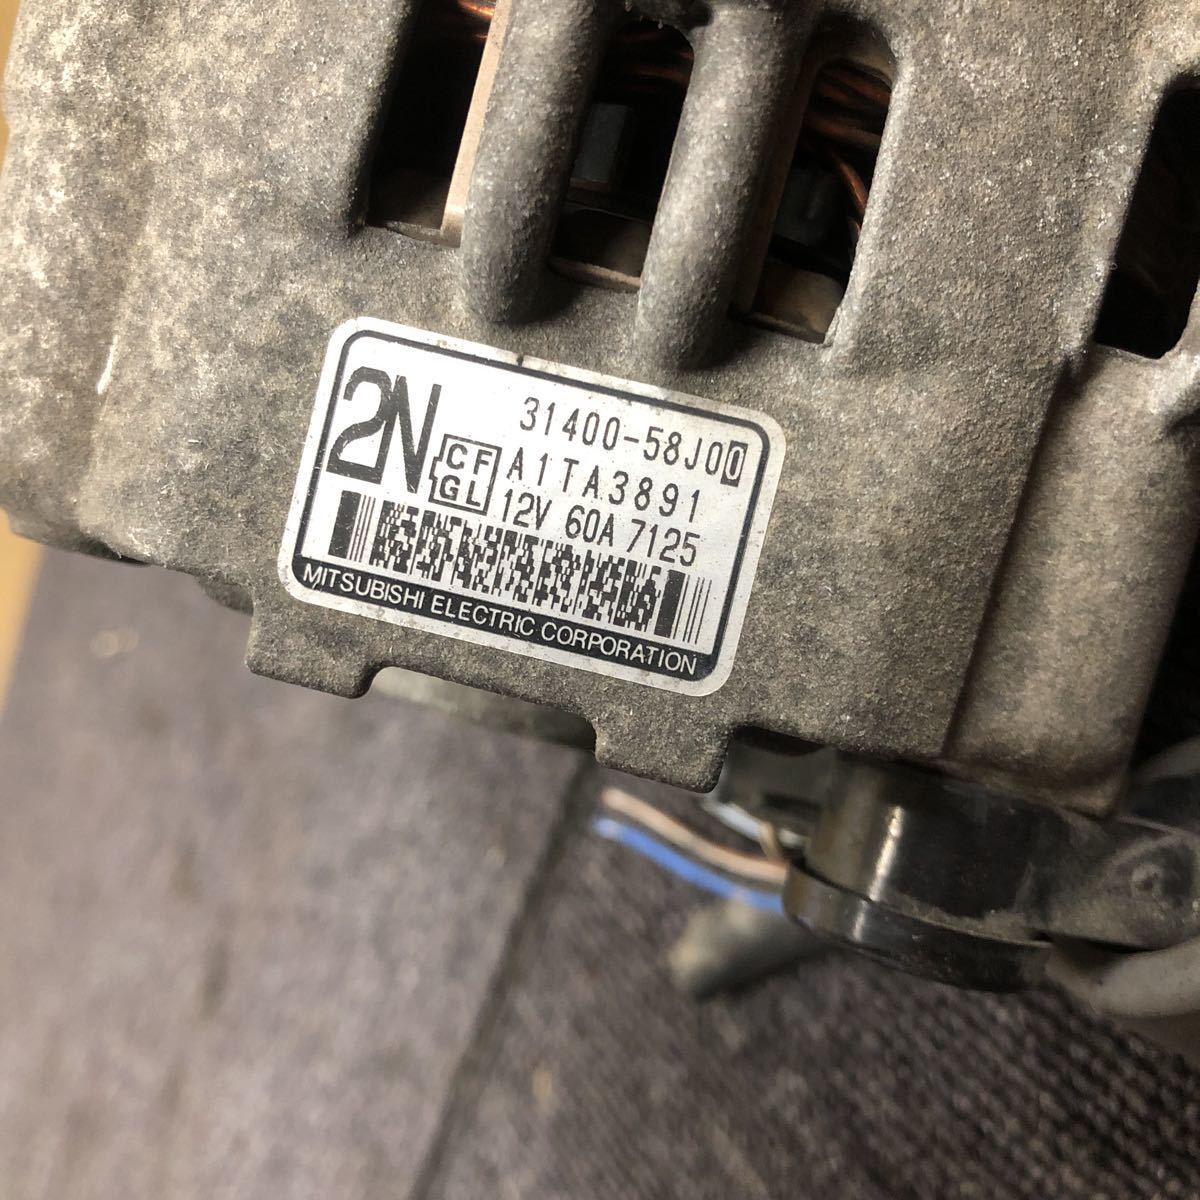 2N
31400-58J00
CF
GL
A1TA3891
12V 60A 7125
MITSUBISHI ELECTRIC CORPORATION